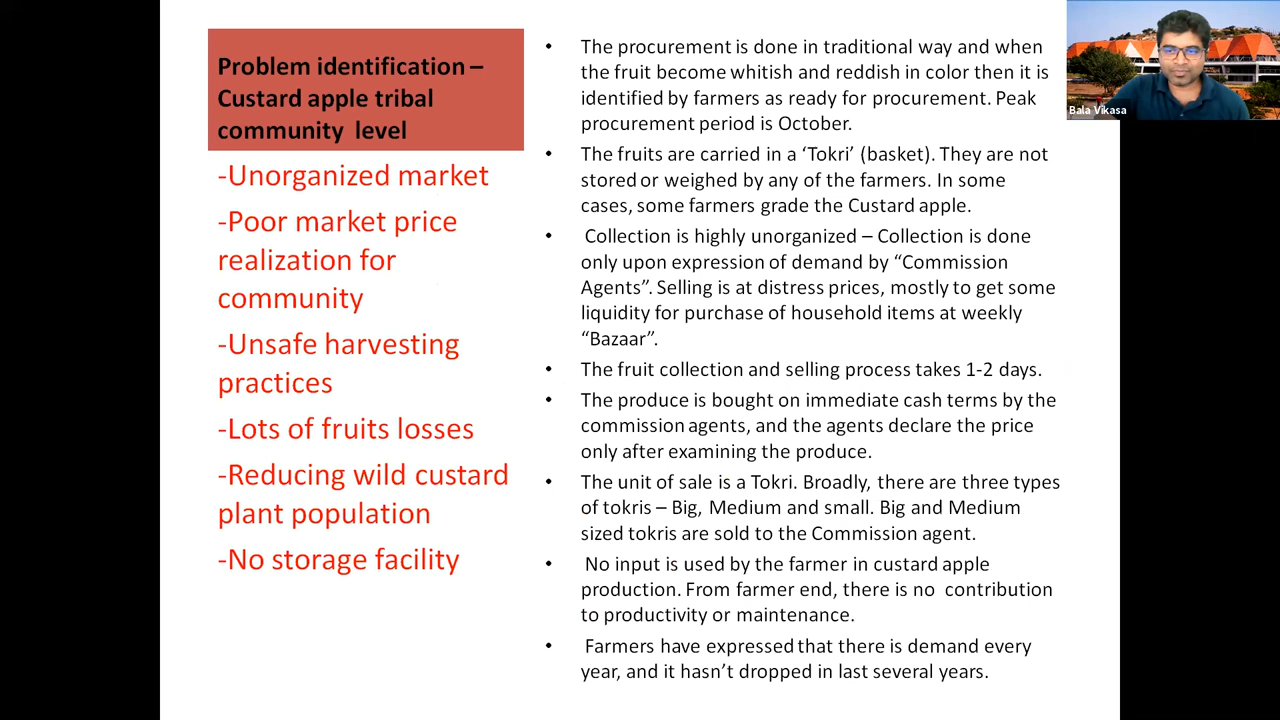 Problem identification –
Custard apple tribal
community level
-Unorganized market
-Poor market price
realization for
community
-Unsafe harvesting
practices
-Lots of fruits losses
-Reducing wild custard
plant population
-No storage facility
• The procurement is done in traditional way and when
the fruit become whitish and reddish in color then it is
identified by farmers as ready for procurement. Peak
procurement period is October.
• The fruits are carried in a ‘Tokri’ (basket). They are not
stored or weighed by any of the farmers. In some
cases, some farmers grade the Custard apple.
• Collection is highly unorganized – Collection is done
only upon expression of demand by “Commission
Agents”. Selling is at distress prices, mostly to get some
liquidity for purchase of household items at weekly
“Bazaar”.
• The fruit collection and selling process takes 1-2 days.
• The produce is bought on immediate cash terms by the
commission agents, and the agents declare the price
only after examining the produce.
• The unit of sale is a Tokri. Broadly, there are three types
of tokris – Big, Medium and small. Big and Medium
sized tokris are sold to the Commission agent.
• No input is used by the farmer in custard apple
production. From farmer end, there is no contribution
to productivity or maintenance.
• Farmers have expressed that there is demand every
year, and it hasn’t dropped in last several years.
Bala Vikasa